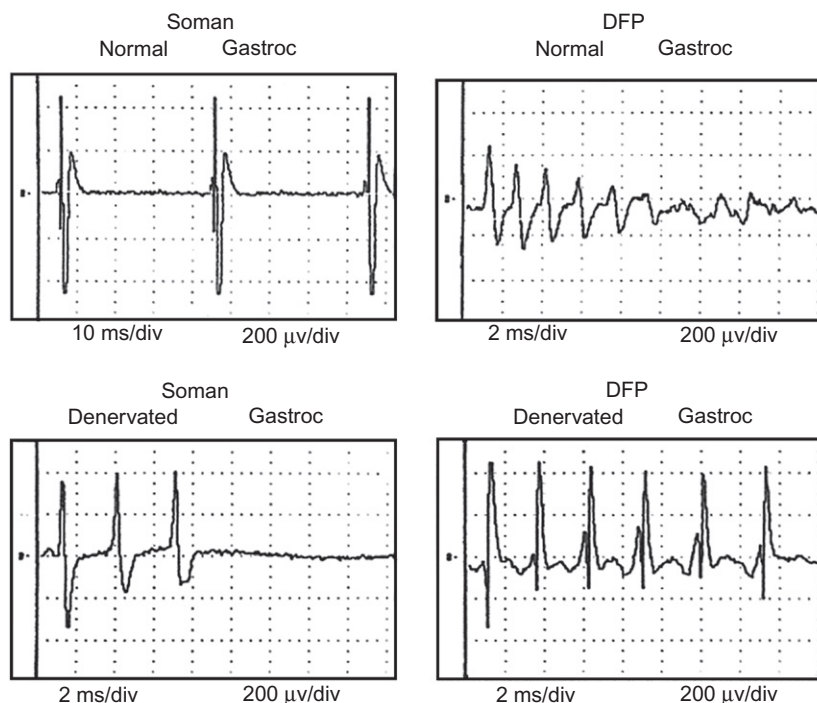 Soman
Normal Gastroc
10 ms/div 200 μv/div
DFP
Normal Gastroc
2 ms/div 200 μv/div
Soman
Denervated Gastroc
2 ms/div 200 μv/div
DFP
Denervated Gastroc
2 ms/div 200 μv/div